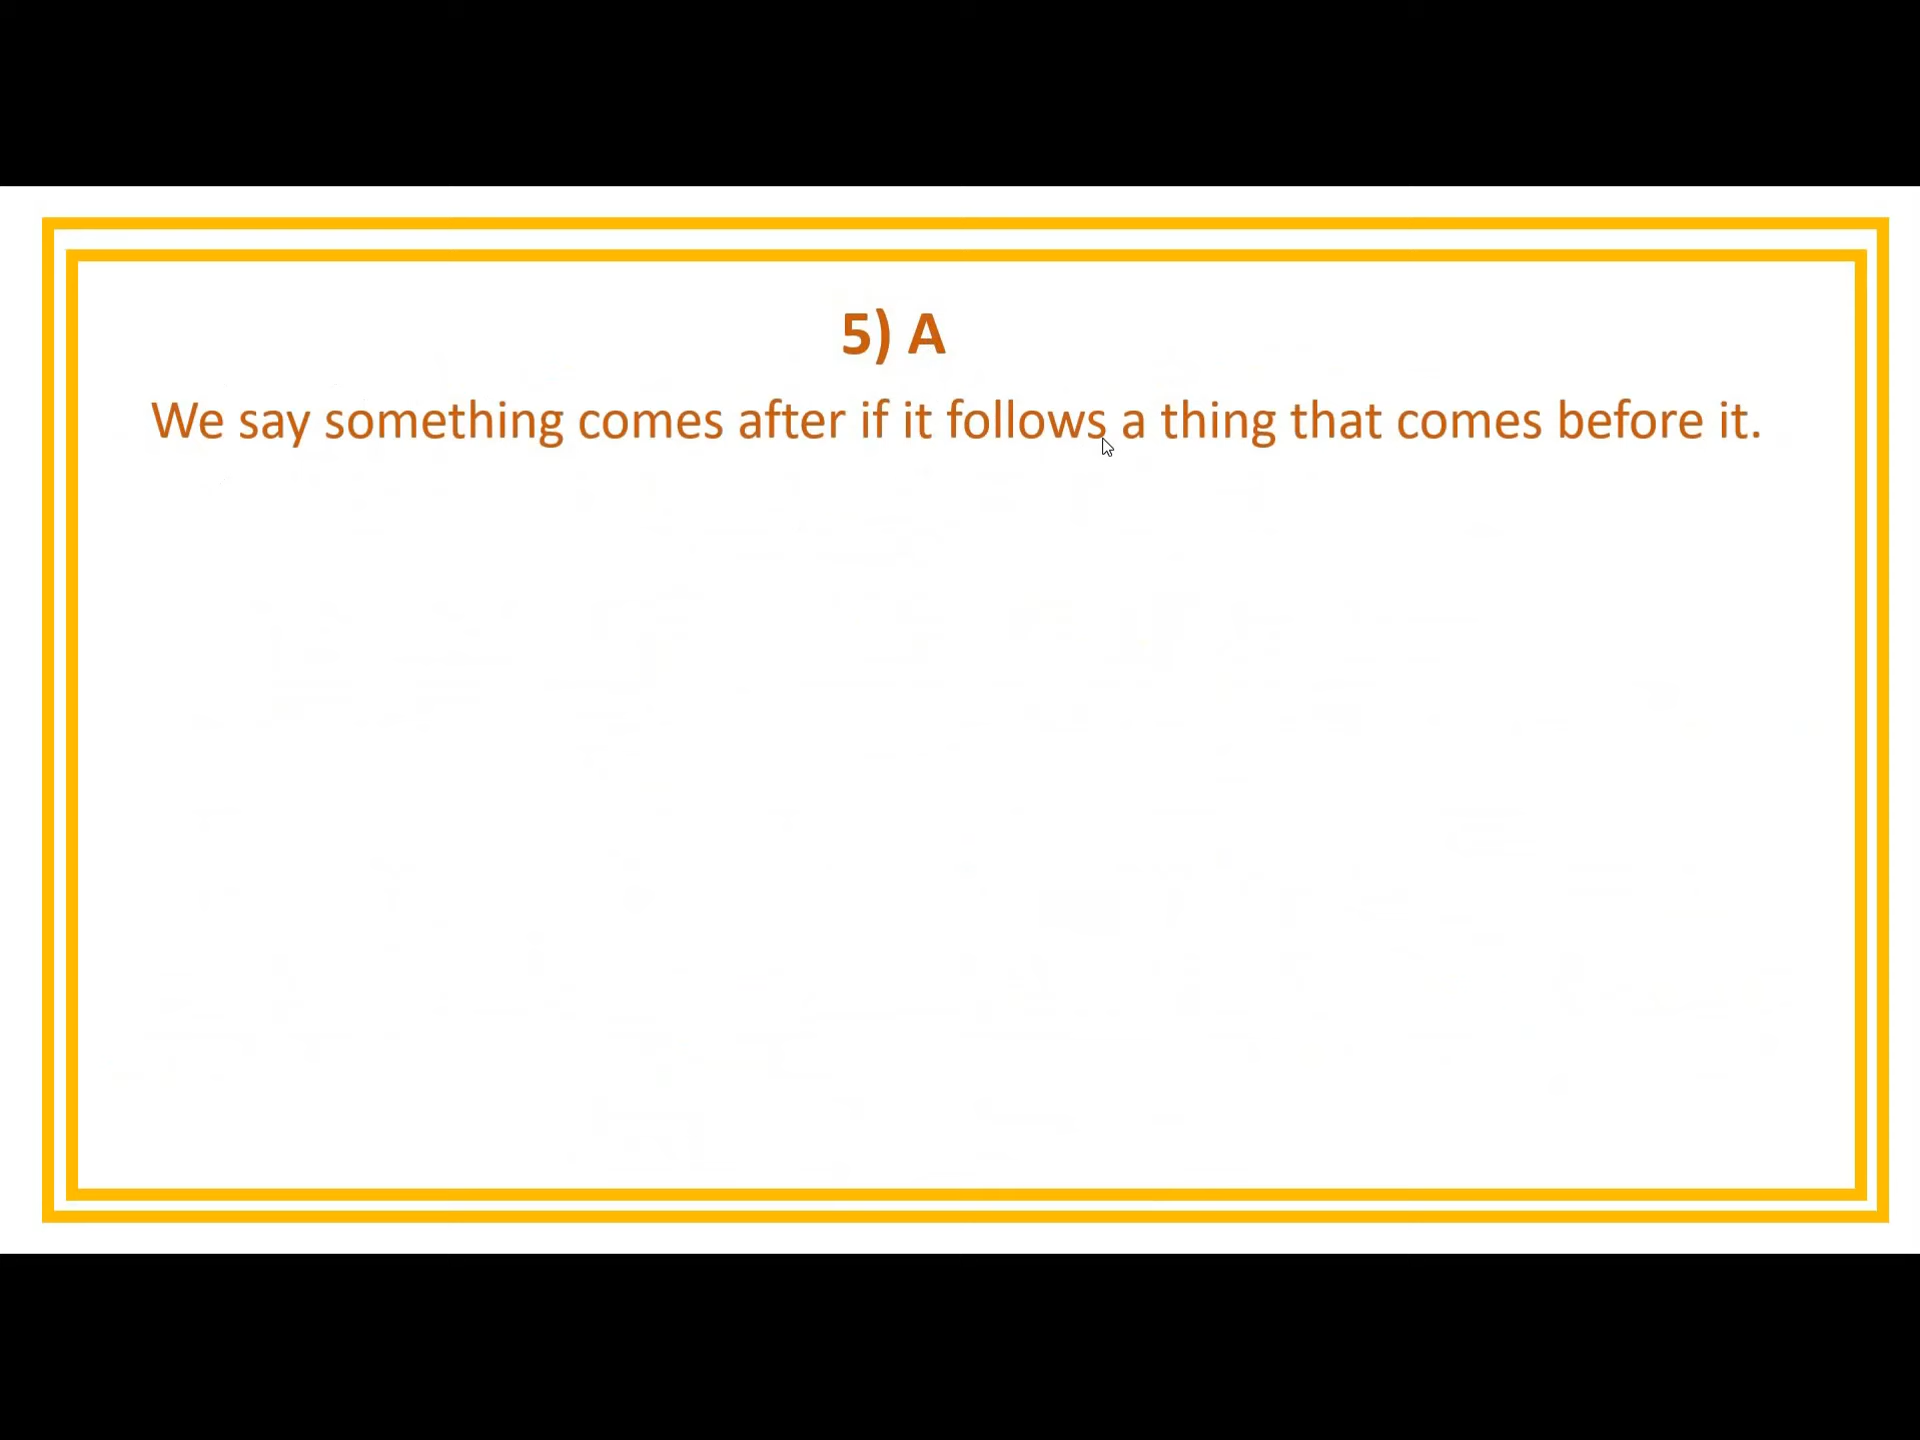 5) A
We say something comes after if it follows a thing that comes before it.